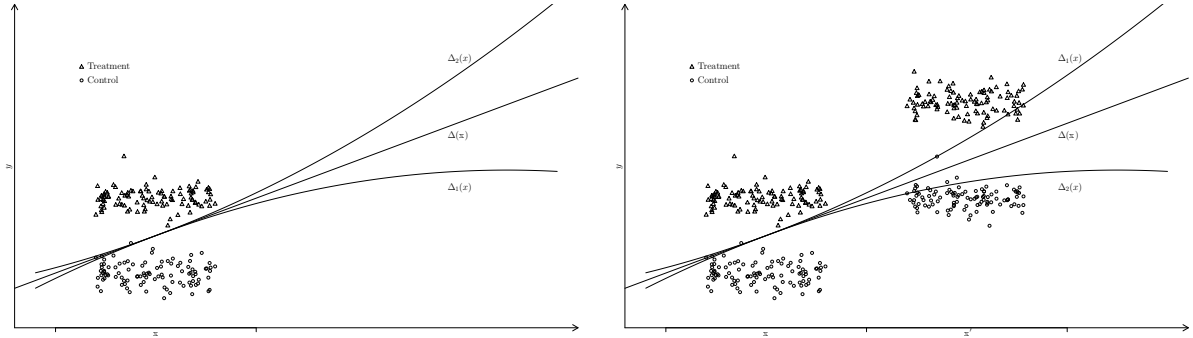 Δ₂(x)
Treatment
Control
Δ(x)
y
Δ₁(x)
x
Δ₁(x)
Treatment
Control
Δ(x)
y
Δ₂(x)
x
x′